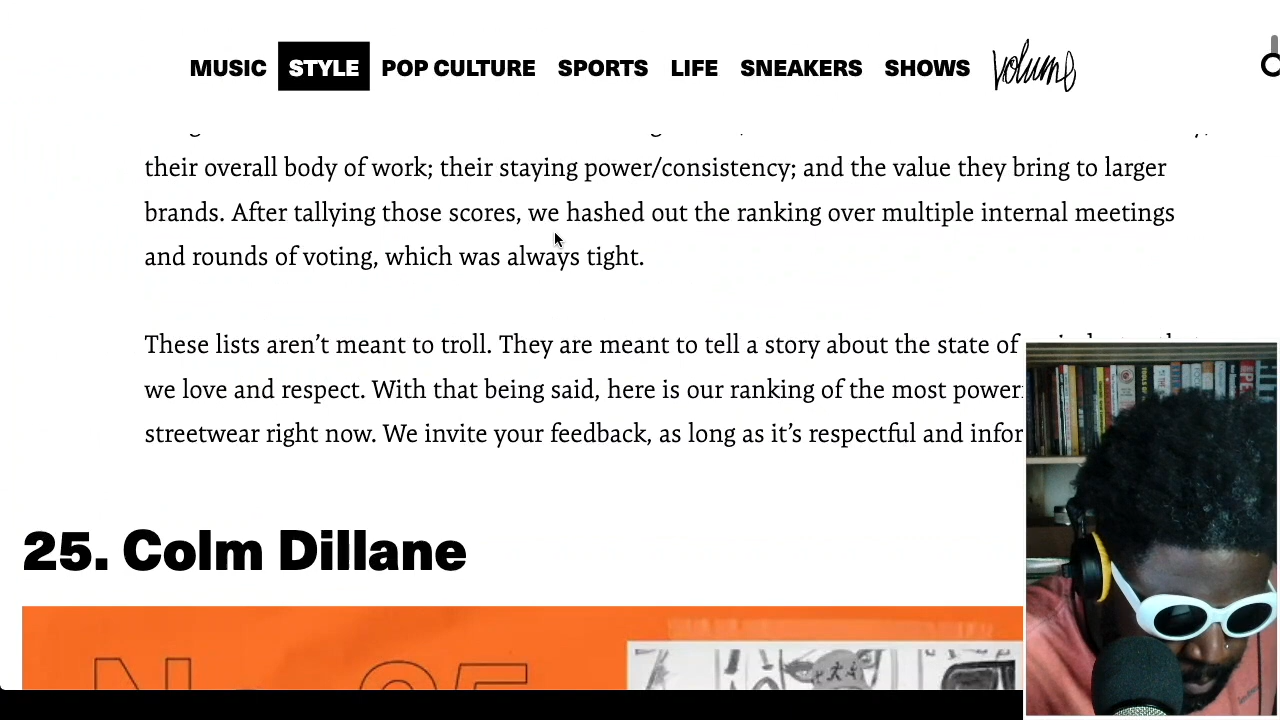 MUSIC STYLE POP CULTURE SPORTS LIFE SNEAKERS SHOWS Volume
their overall body of work; their staying power/consistency; and the value they bring to larger
brands. After tallying those scores, we hashed out the ranking over multiple internal meetings
and rounds of voting, which was always tight.
These lists aren’t meant to troll. They are meant to tell a story about the state of
we love and respect. With that being said, here is our ranking of the most power
streetwear right now. We invite your feedback, as long as it’s respectful and infor
25. Colm Dillane
No. 25